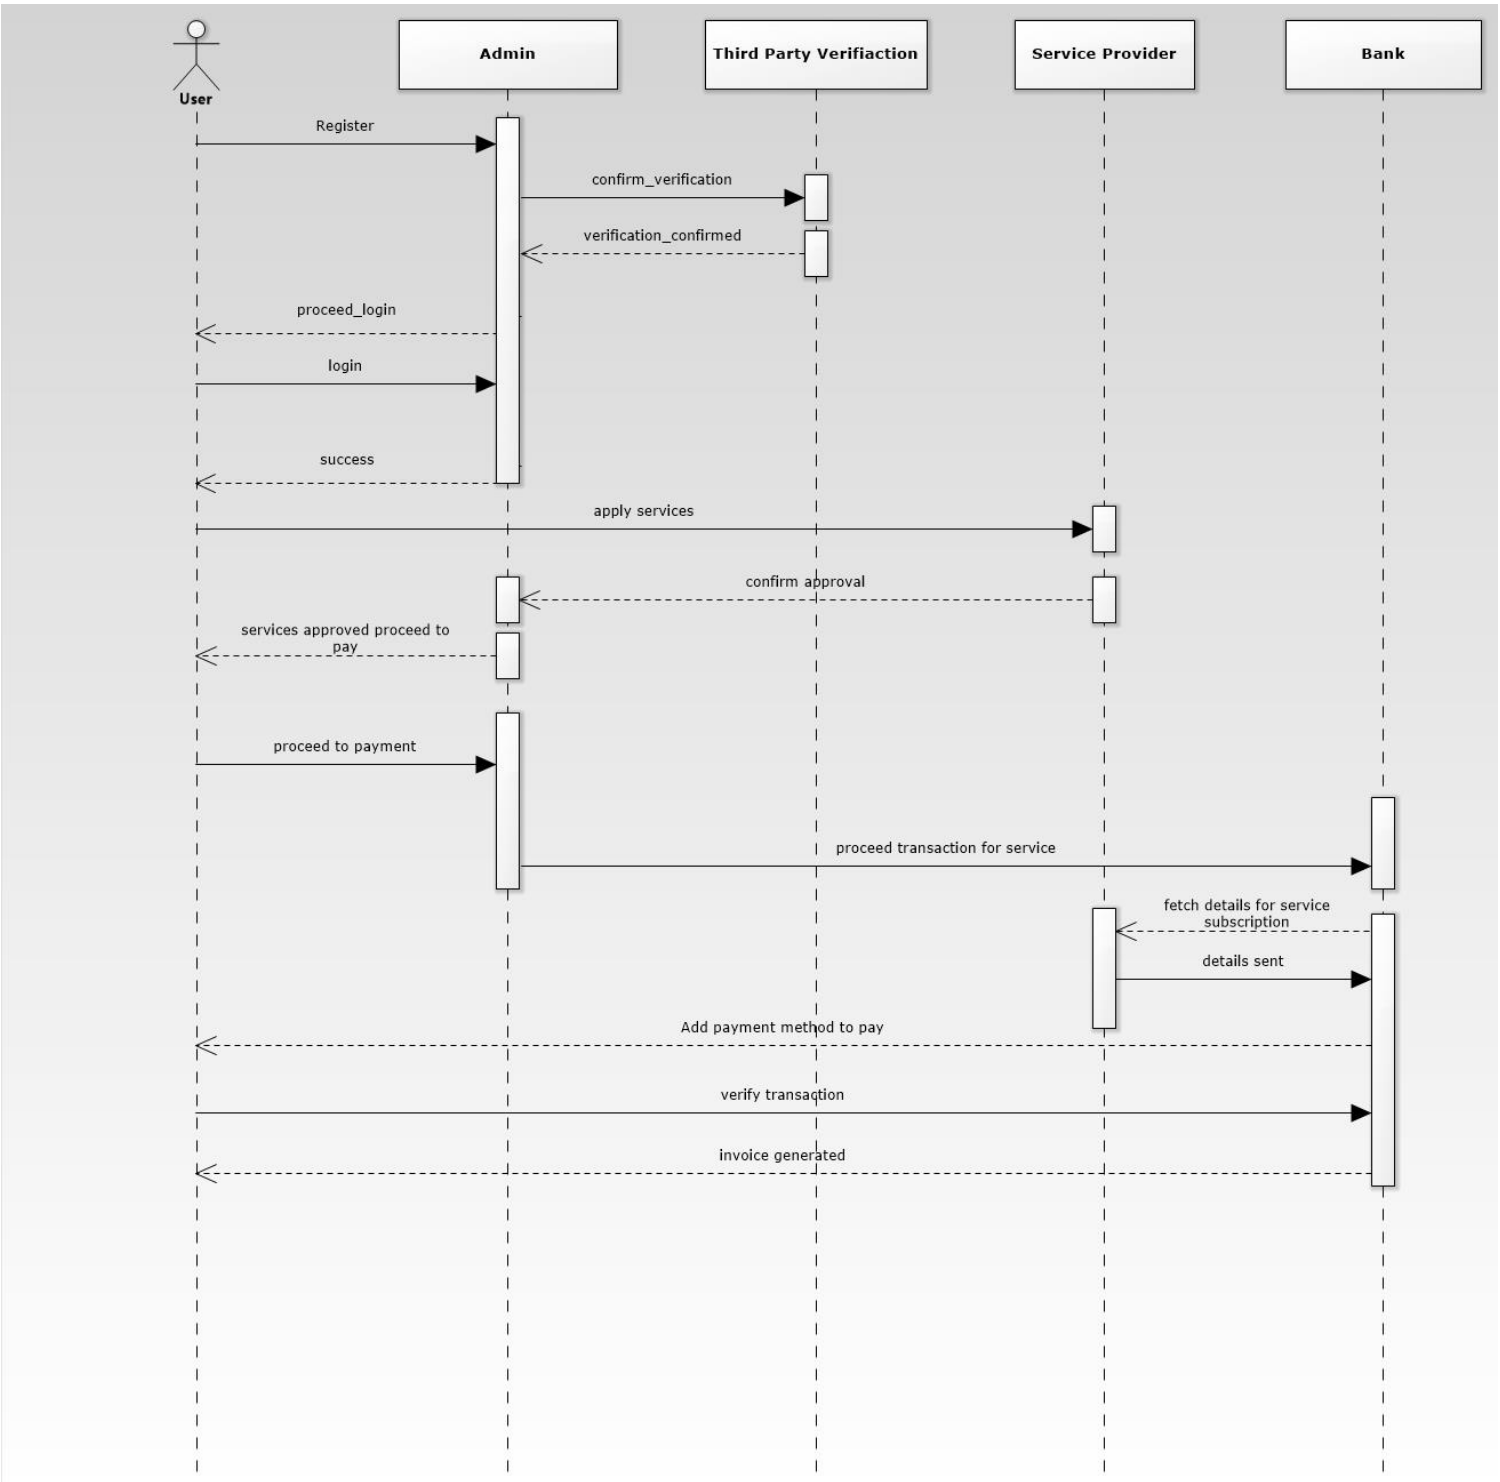 User
Admin
Third Party Verifiaction
Service Provider
Bank
Register
confirm_verification
verification_confirmed
proceed_login
login
success
apply services
confirm approval
services approved proceed to
pay
proceed to payment
proceed transaction for service
fetch details for service
subscription
details sent
Add payment method to pay
verify transaction
invoice generated